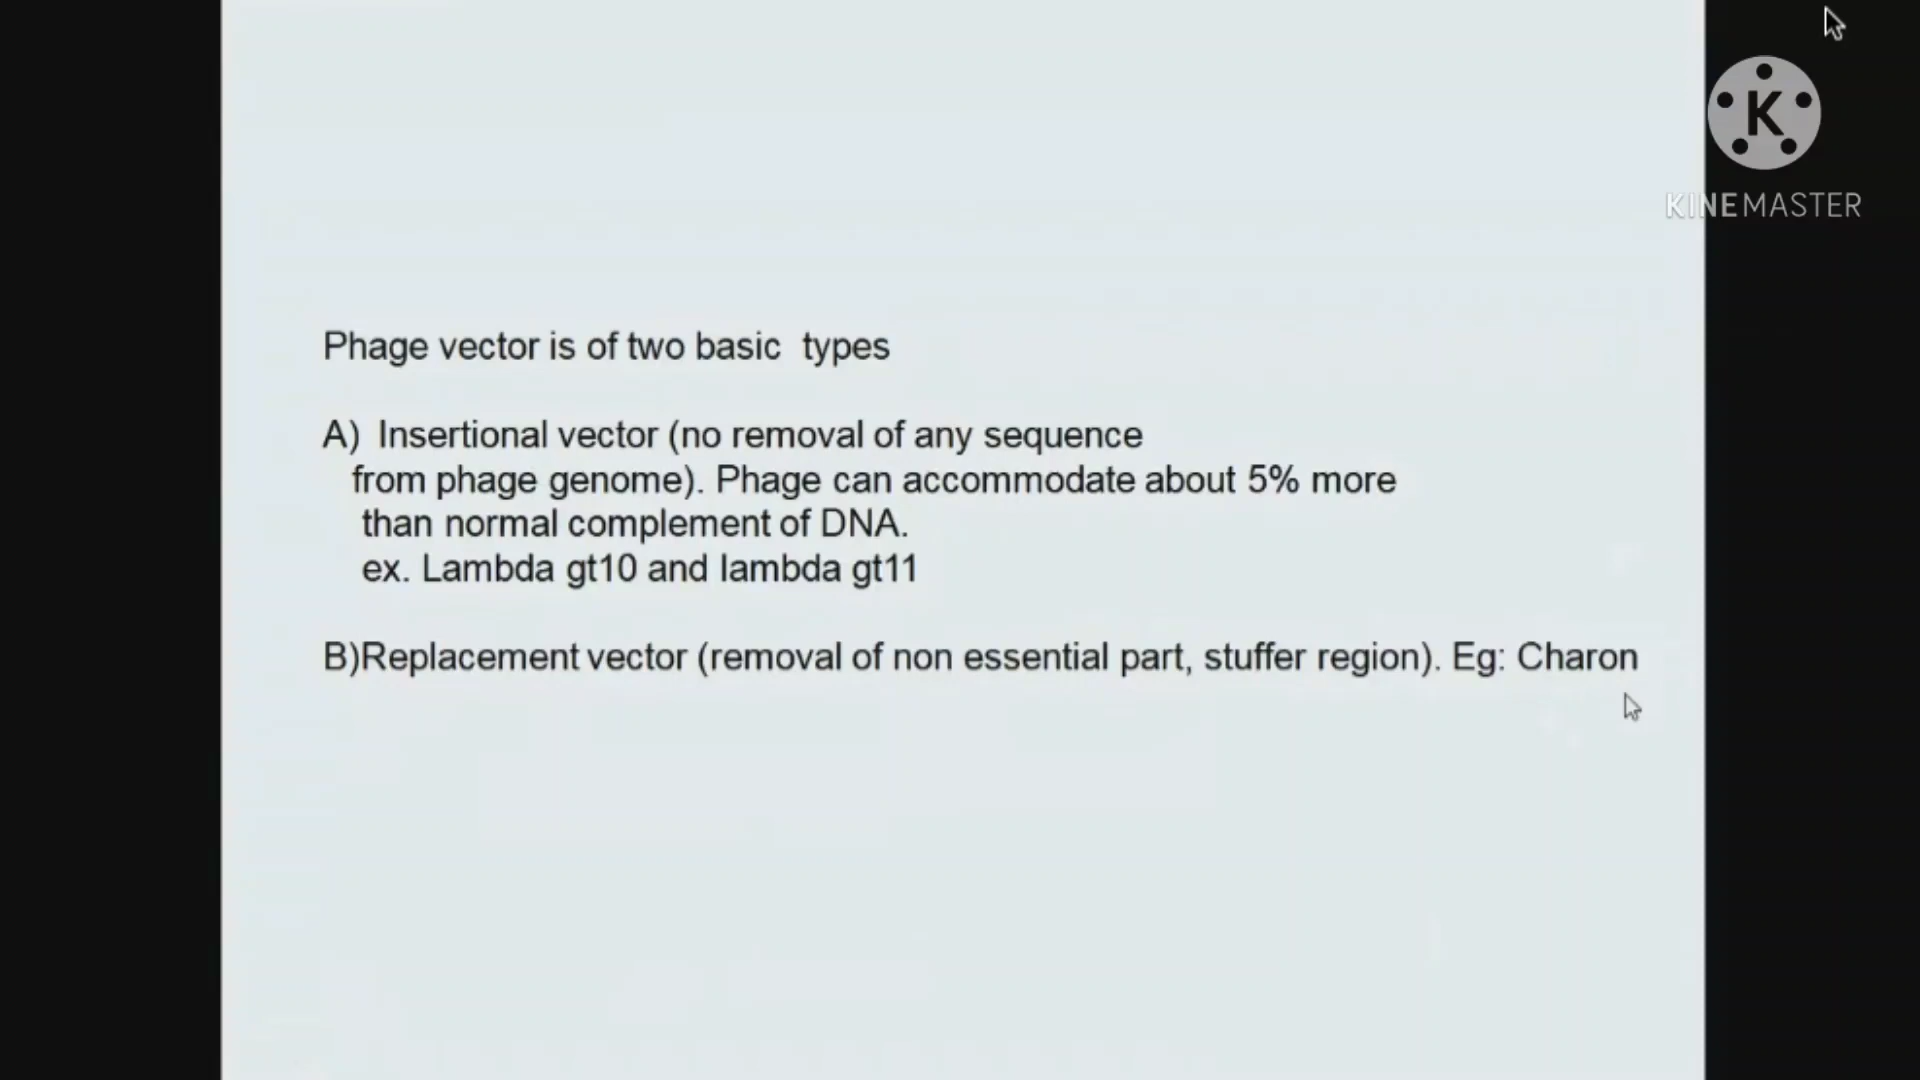 K
KINEMASTER
Phage vector is of two basic types
A) Insertional vector (no removal of any sequence
from phage genome). Phage can accommodate about 5% more
than normal complement of DNA.
ex. Lambda gt10 and lambda gt11
B)Replacement vector (removal of non essential part, stuffer region). Eg: Charon